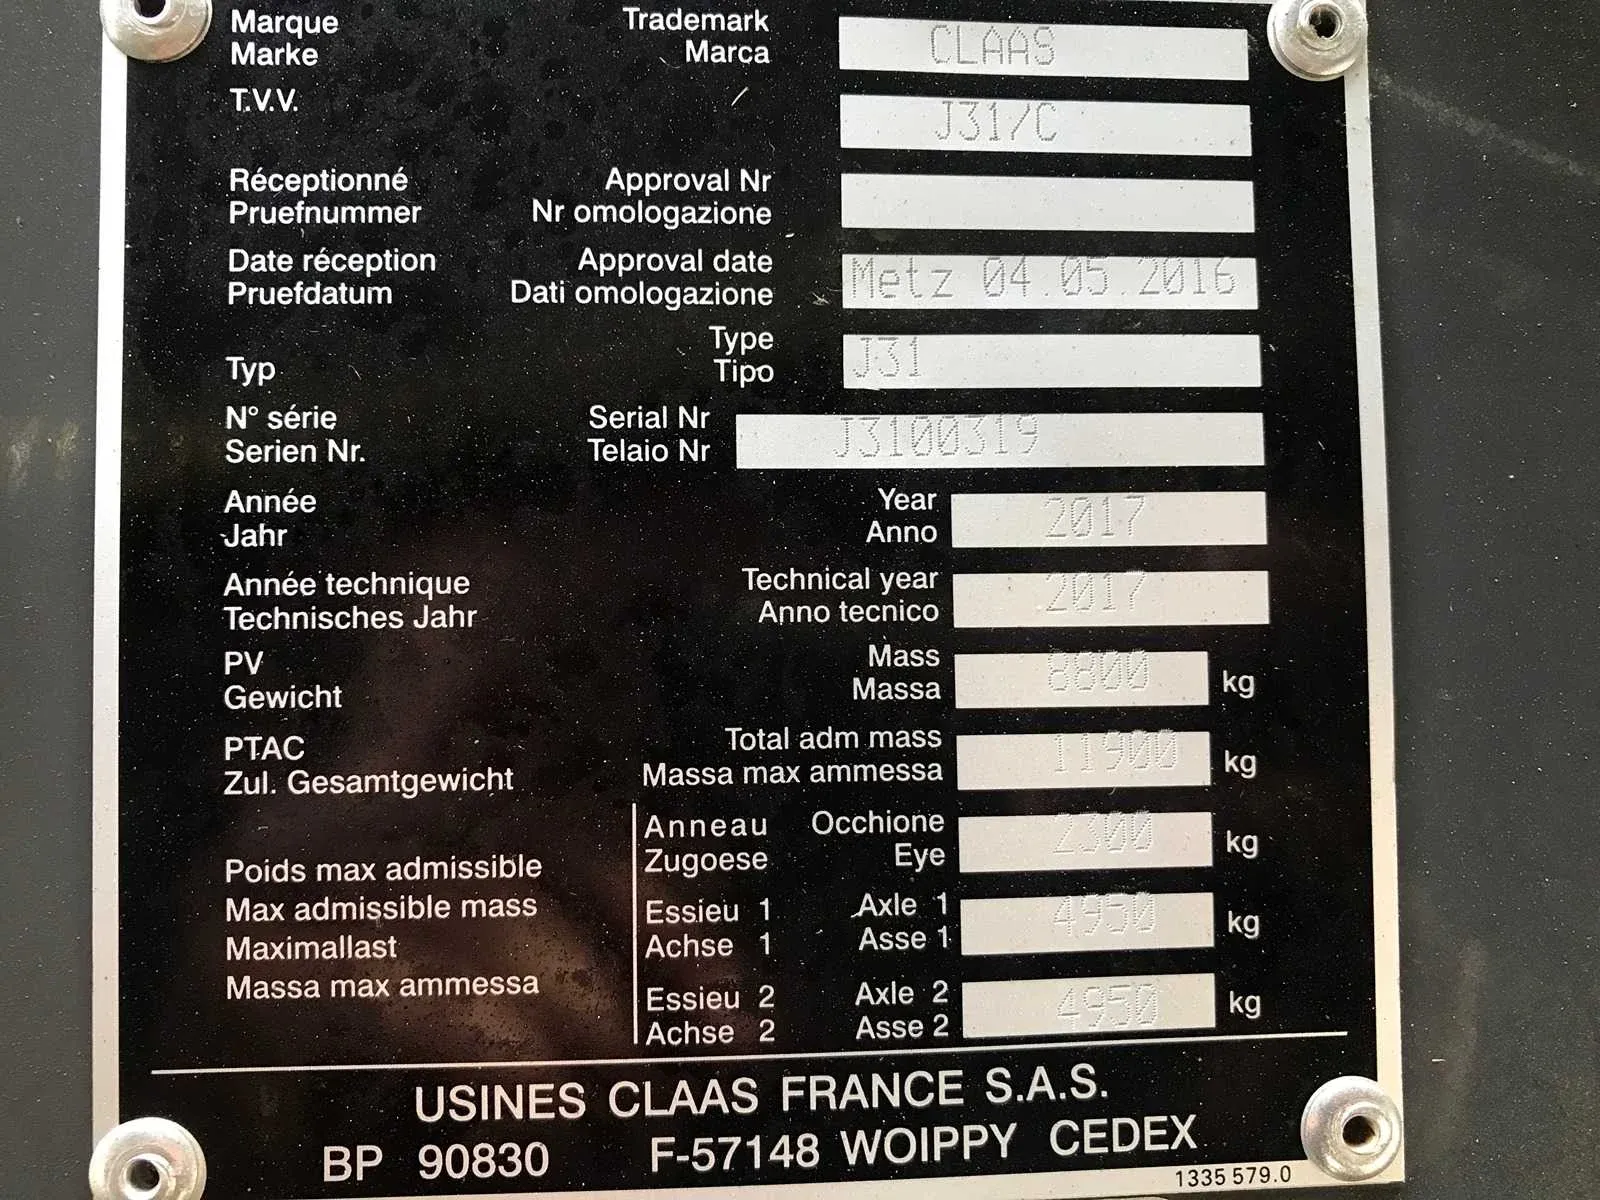 Marque Trademark CLAAS
Marke Marca
T.V.V. J31/C
Réceptionné Approval Nr
Pruefnummer Nr omologazione
Date réception Approval date Metz 04.05.2016
Pruefdatum Dati omologazione
Type J31
Typ Tipo
N° série Serial Nr J3100319
Serien Nr. Telaio Nr
Année Year 2017
Jahr Anno
Année technique Technical year 2017
Technisches Jahr Anno tecnico
PV Mass 8800 kg
Gewicht Massa
PTAC Total adm mass 11900 kg
Zul. Gesamtgewicht Massa max ammessa
Anneau Occhione 2300 kg
Zugoese Eye
Poids max admissible
Max admissible mass Essieu 1 Axle 1 4950 kg
Maximallast Achse 1 Asse 1
Massa max ammessa Essieu 2 Axle 2 4950 kg
Achse 2 Asse 2
USINES CLAAS FRANCE S.A.S.
BP 90830 F-57148 WOIPPY CEDEX
1335 579.0